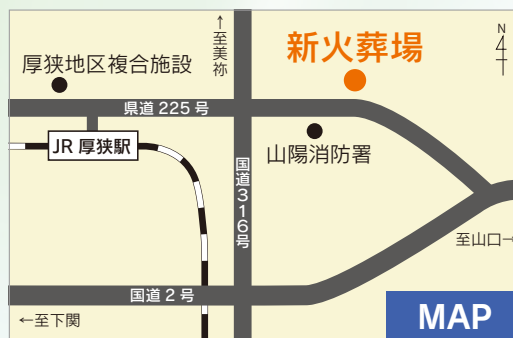 ↑至美祢
新火葬場
N
4
厚狭地区複合施設
県道225号
JR 厚狭駅
山陽消防署
国道316号
至山口→
国道2号
←至下関
MAP